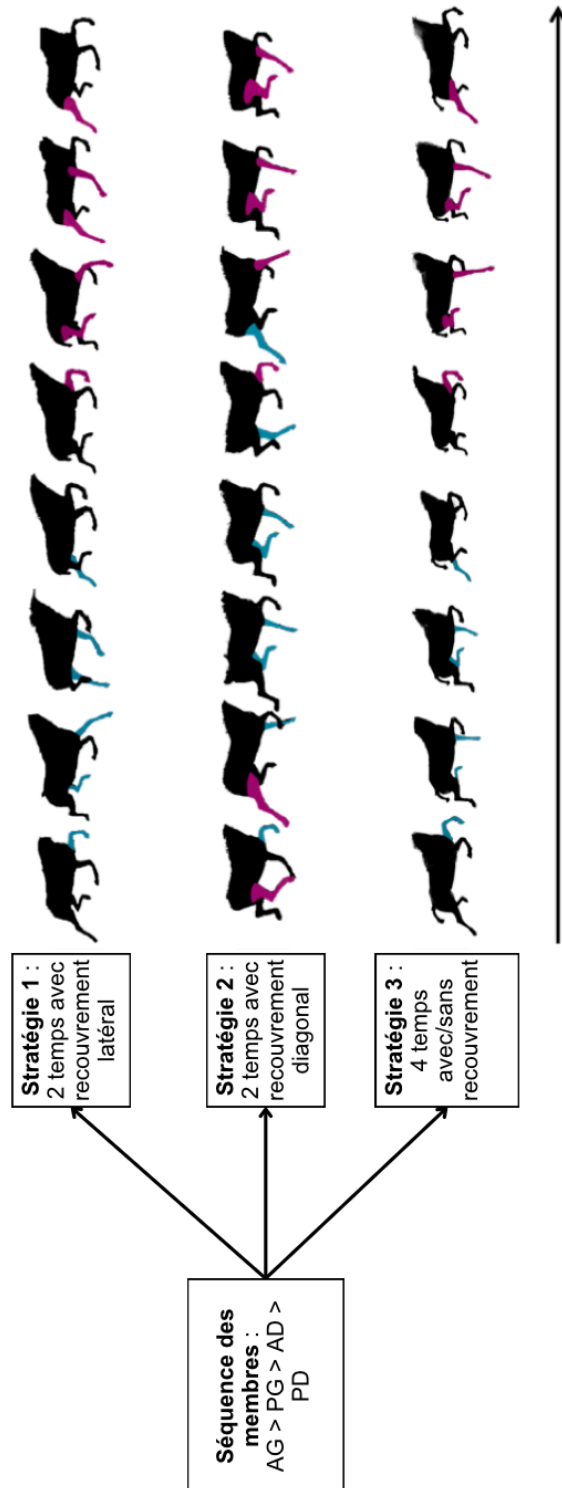 Séquence des
membres :
AG > PG > AD >
PD
Stratégie 1 :
2 temps avec
recouvrement
latéral
Stratégie 2 :
2 temps avec
recouvrement
diagonal
Stratégie 3 :
4 temps
avec/sans
recouvrement